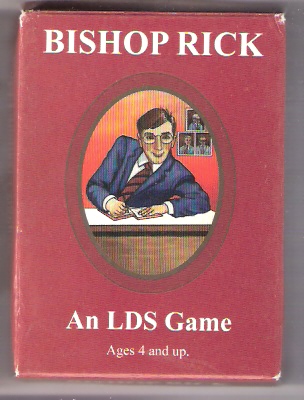 BISHOP RICK
An LDS Game
Ages 4 and up.